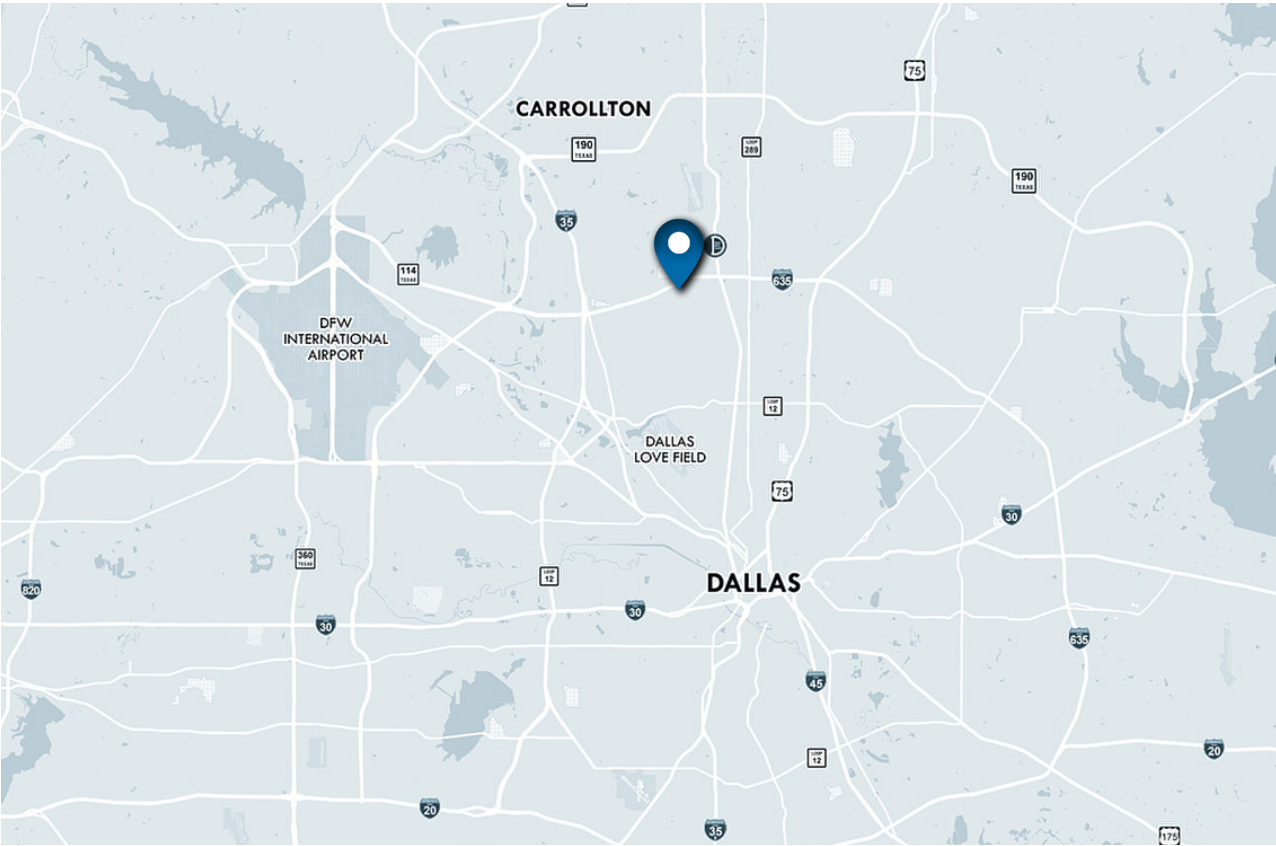 75
CARROLLTON
190
TEXAS
LOOP
289
190
TEXAS
35
114
TEXAS
635
DFW
INTERNATIONAL
AIRPORT
LOOP
12
DALLAS
LOVE FIELD
75
30
360
TEXAS
LOOP
12
DALLAS
820
30
30
635
45
20
LOOP
12
20
35
175